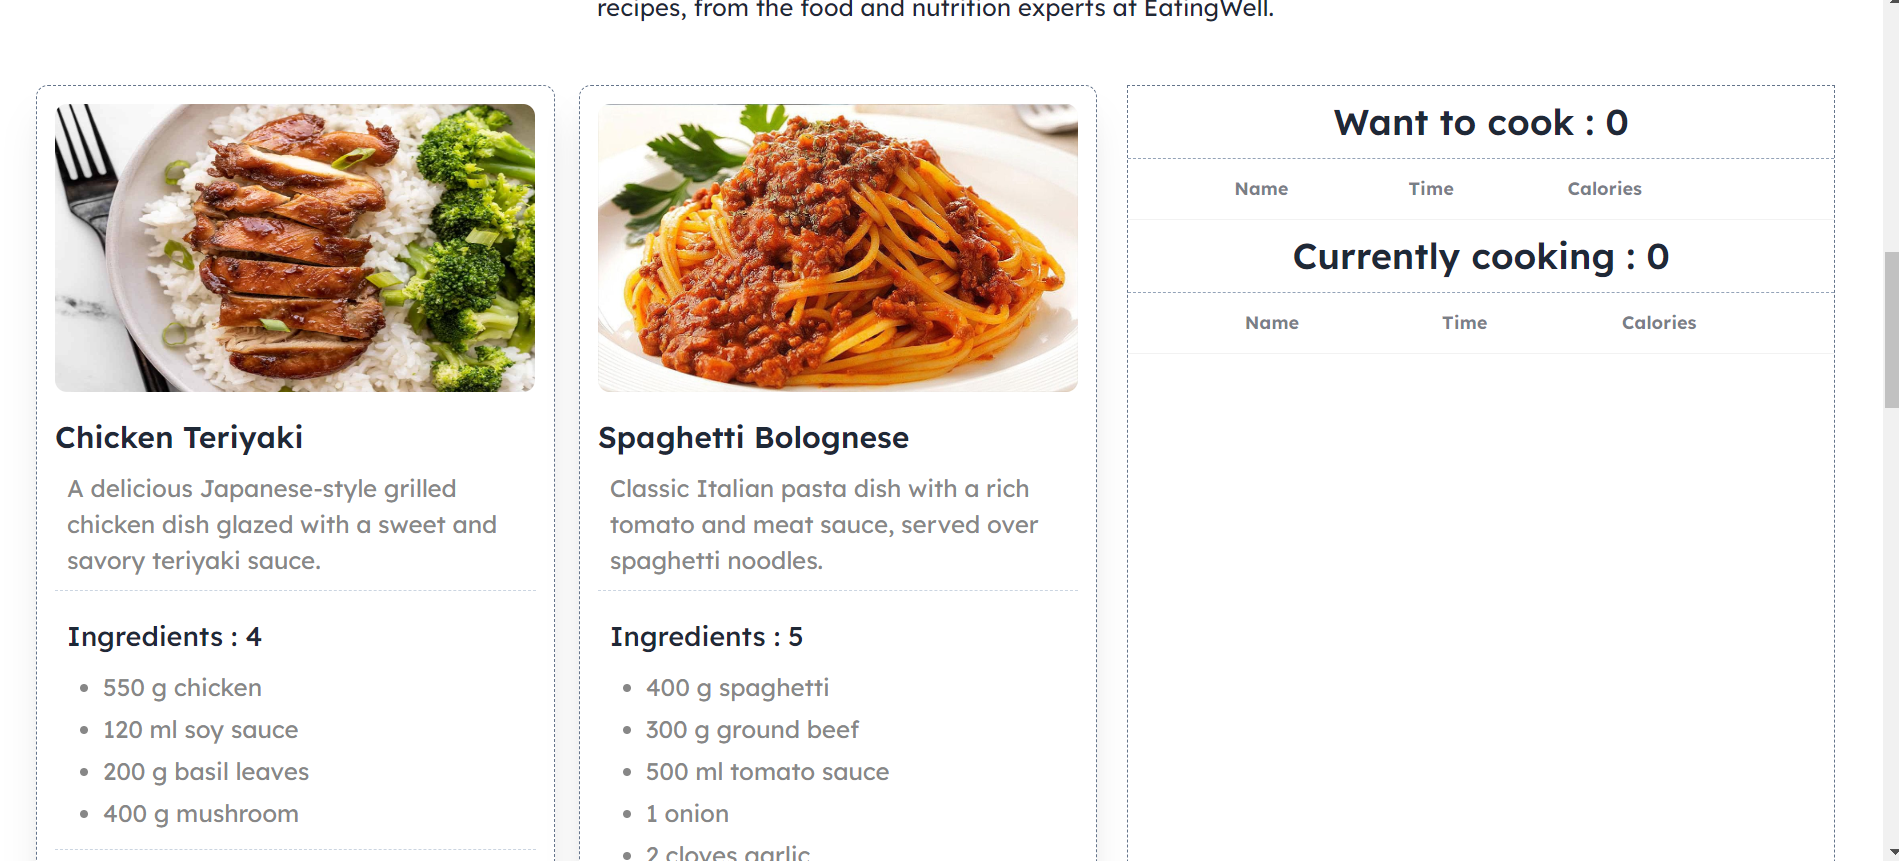 recipes, from the food and nutrition experts at EatingWell.
Chicken Teriyaki
A delicious Japanese-style grilled
chicken dish glazed with a sweet and
savory teriyaki sauce.
Ingredients : 4
550 g chicken
120 ml soy sauce
200 g basil leaves
400 g mushroom
Spaghetti Bolognese
Classic Italian pasta dish with a rich
tomato and meat sauce, served over
spaghetti noodles.
Ingredients : 5
400 g spaghetti
300 g ground beef
500 ml tomato sauce
1 onion
2 cloves garlic
Want to cook : 0
Name Time Calories
Currently cooking : 0
Name Time Calories